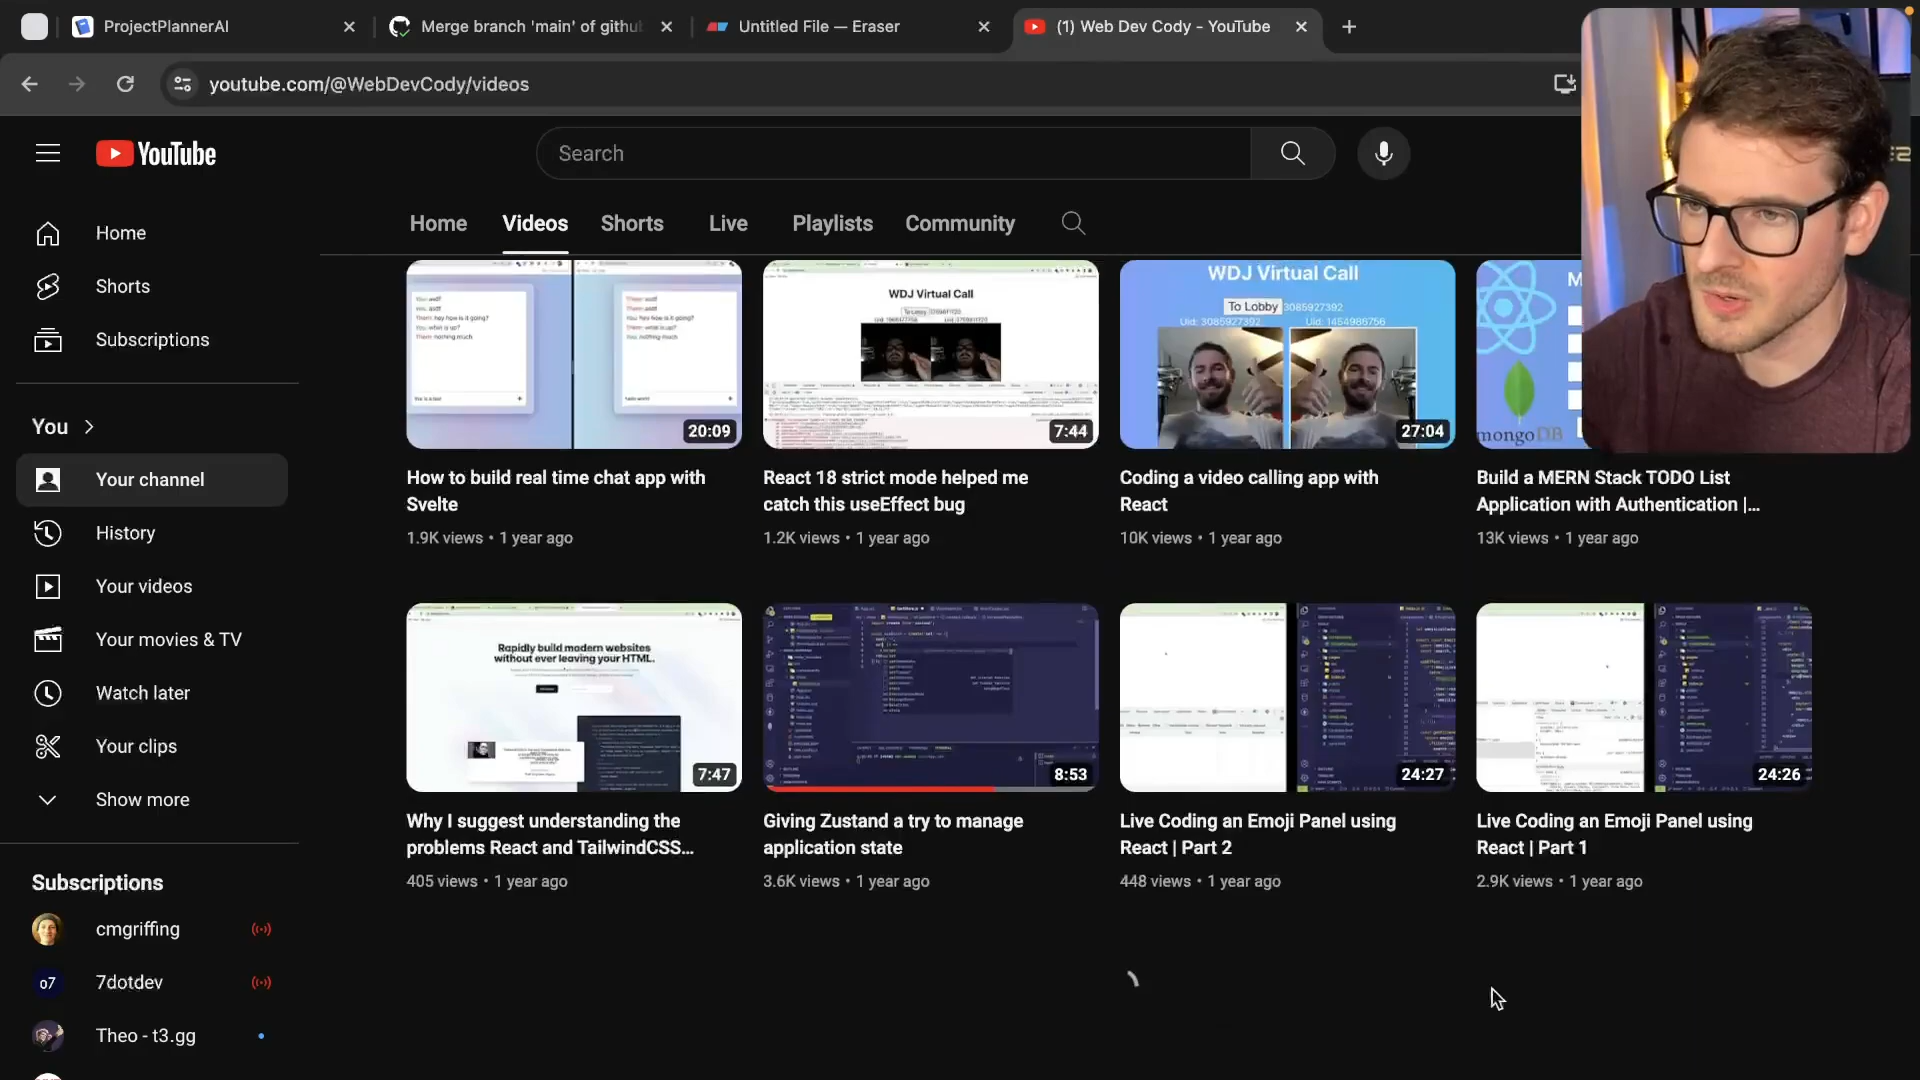 ProjectPlannerAI
Merge branch 'main' of githu
Untitled File — Eraser
(1) Web Dev Cody - YouTube
youtube.com/@WebDevCody/videos
YouTube
Search
Home
Videos
Shorts
Live
Playlists
Community
Home
Shorts
Subscriptions
You
Your channel
History
Your videos
Your movies & TV
Watch later
Your clips
Show more
Subscriptions
cmgriffing
o7
7dotdev
Theo - t3.gg
20:09
How to build real time chat app with
Svelte
1.9K views • 1 year ago
WDJ Virtual Call
7:44
React 18 strict mode helped me
catch this useEffect bug
1.2K views • 1 year ago
WDJ Virtual Call
To Lobby 3085927392
Uid: 3085927392
Uid: 1454986756
27:04
Coding a video calling app with
React
10K views • 1 year ago
M
mongoDB
Build a MERN Stack TODO List
Application with Authentication |...
13K views • 1 year ago
Rapidly build modern websites
without ever leaving your HTML.
7:47
Why I suggest understanding the
problems React and TailwindCSS...
405 views • 1 year ago
8:53
Giving Zustand a try to manage
application state
3.6K views • 1 year ago
24:27
Live Coding an Emoji Panel using
React | Part 2
448 views • 1 year ago
24:26
Live Coding an Emoji Panel using
React | Part 1
2.9K views • 1 year ago